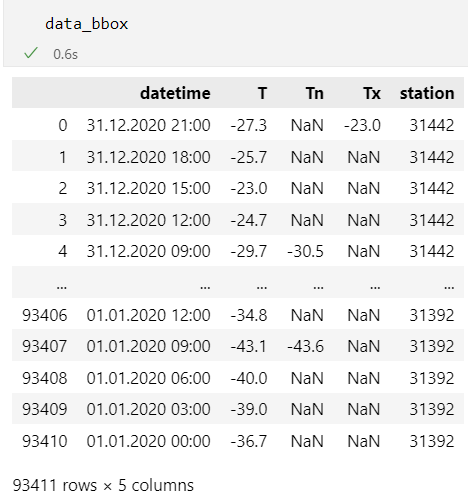 data_bbox
0.6s
datetime T Tn Tx station
0 31.12.2020 21:00 -27.3 NaN -23.0 31442
1 31.12.2020 18:00 -25.7 NaN NaN 31442
2 31.12.2020 15:00 -23.0 NaN NaN 31442
3 31.12.2020 12:00 -24.7 NaN NaN 31442
4 31.12.2020 09:00 -29.7 -30.5 NaN 31442
... ... ... ... ... ...
93406 01.01.2020 12:00 -34.8 NaN NaN 31392
93407 01.01.2020 09:00 -43.1 -43.6 NaN 31392
93408 01.01.2020 06:00 -40.0 NaN NaN 31392
93409 01.01.2020 03:00 -39.0 NaN NaN 31392
93410 01.01.2020 00:00 -36.7 NaN NaN 31392
93411 rows × 5 columns